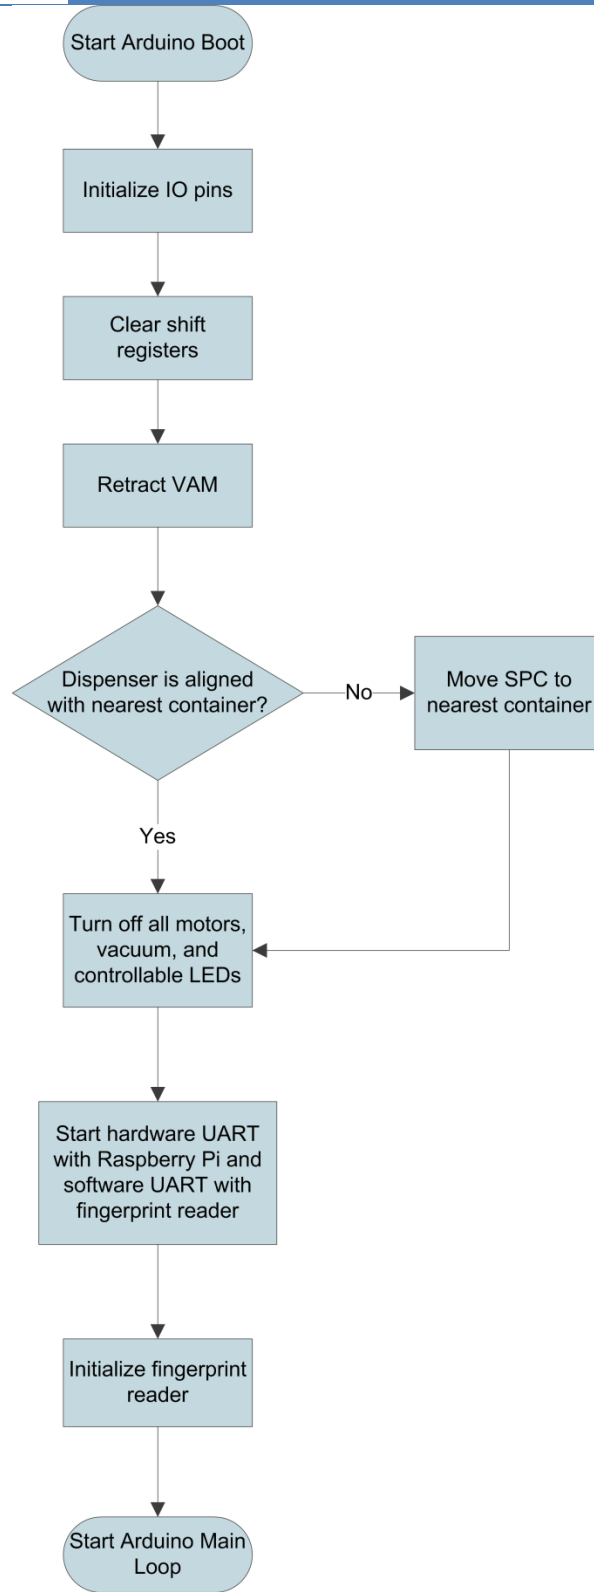 Start Arduino Boot
Initialize IO pins
Clear shift
registers
Retract VAM
Dispenser is aligned
with nearest container?
No
Move SPC to
nearest container
Yes
Turn off all motors,
vacuum, and
controllable LEDs
Start hardware UART
with Raspberry Pi and
software UART with
fingerprint reader
Initialize fingerprint
reader
Start Arduino Main
Loop